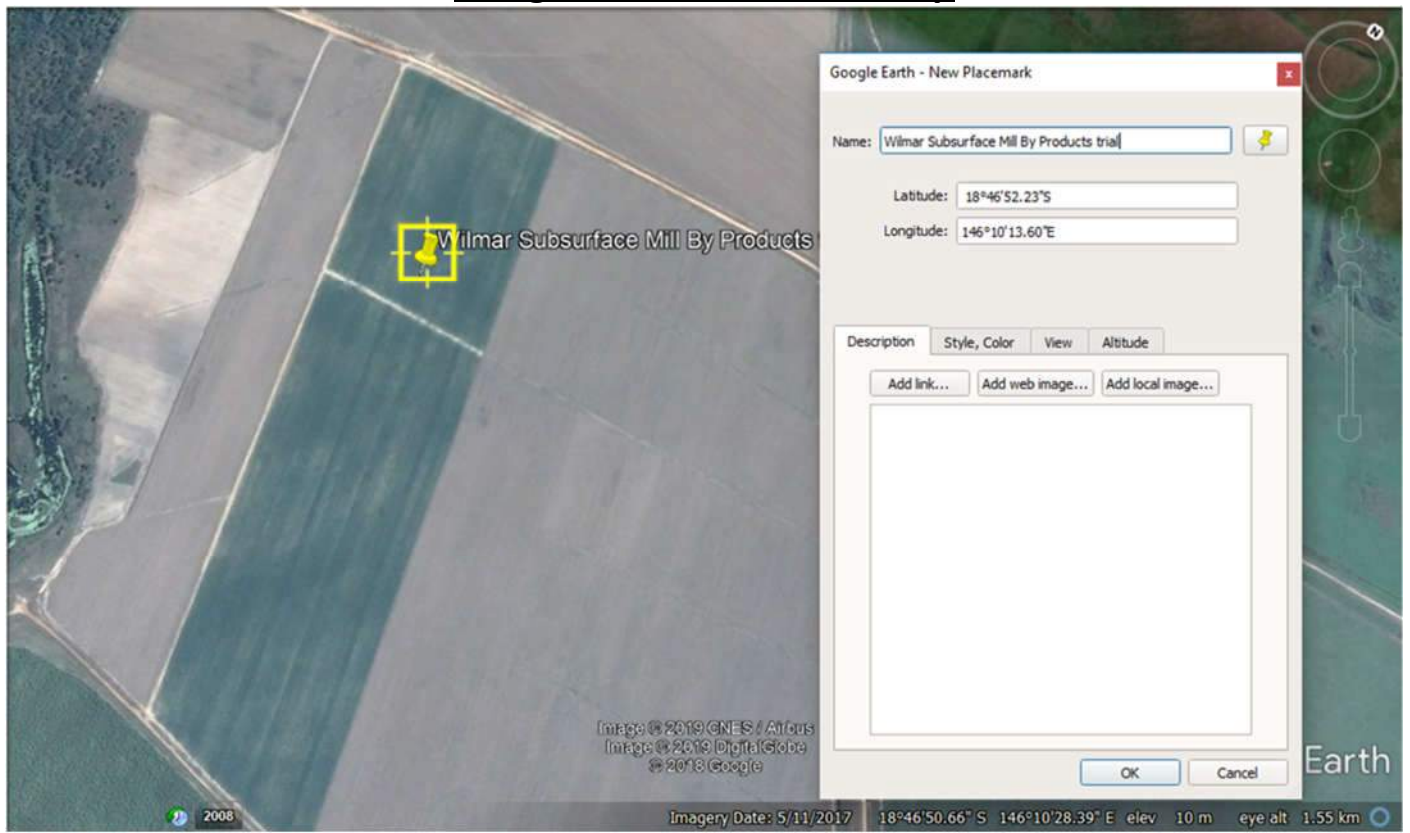 Google Earth - New Placemark
x
N
Name: Wilmar Subsurface Mill By Products trial
Latitude: 18°46'52.23"S
Longitude: 146°10'13.60"E
Wilmar Subsurface Mill By Products
Description Style, Color View Altitude
Add link... Add web image... Add local image...
Image © 2019 CNES / Airbus
Image © 2019 DigitalGlobe
© 2018 Google
OK Cancel
Earth
2008
Imagery Date: 5/11/2017 18°46'50.66" S 146°10'28.39" E elev 10 m eye alt 1.55 km